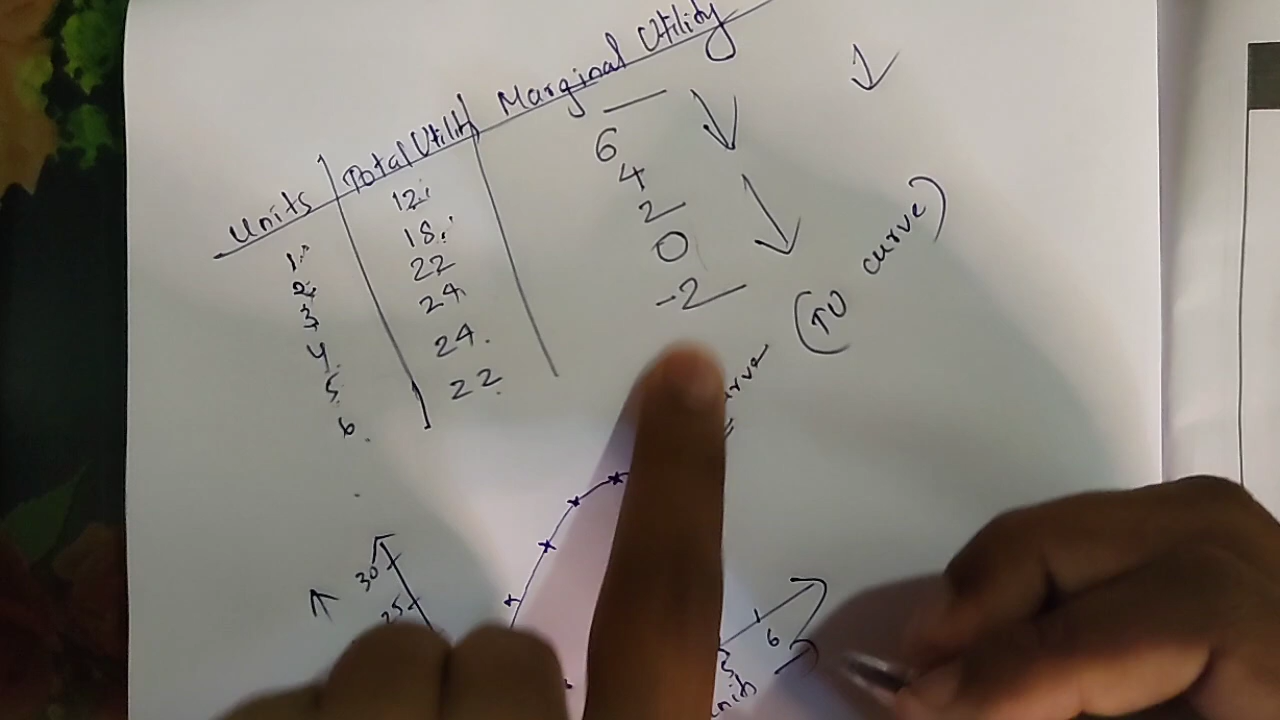 Units Total Utility Marginal Utility
1. 12. —
2. 18. 6
3 22 4
4. 24 2
5. 24. 0
6. 22. -2
(TU curve)
30
25
6